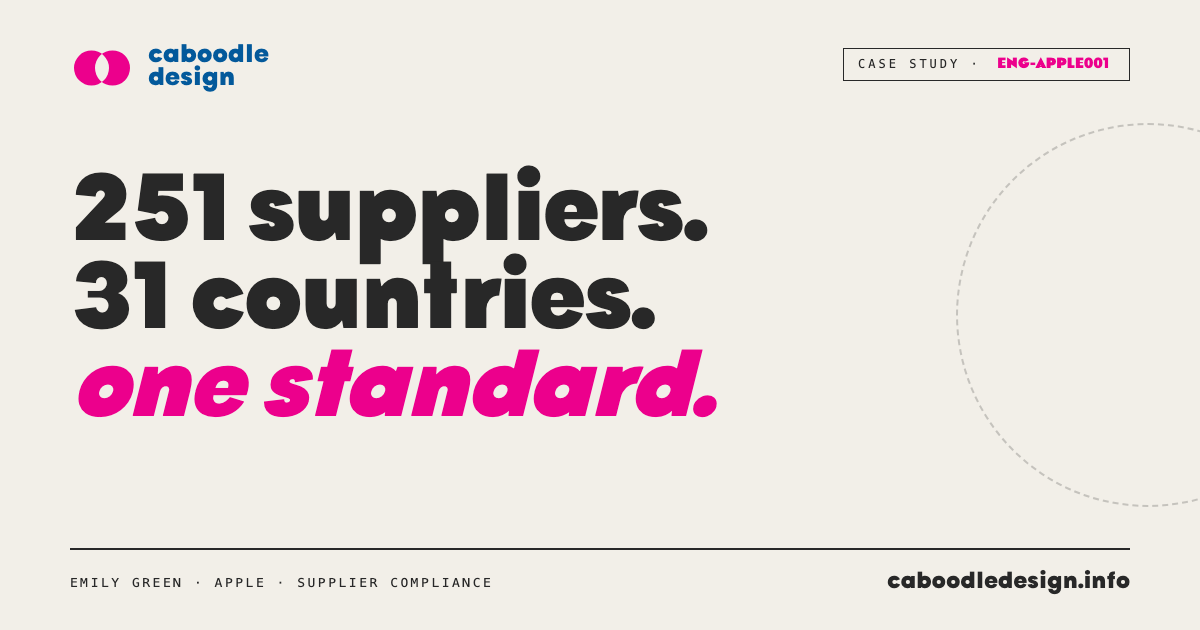 caboodle
design
CASE STUDY · ENG-APPLE001
251 suppliers.
31 countries.
one standard.
EMILY GREEN · APPLE · SUPPLIER COMPLIANCE
caboodledesign.info